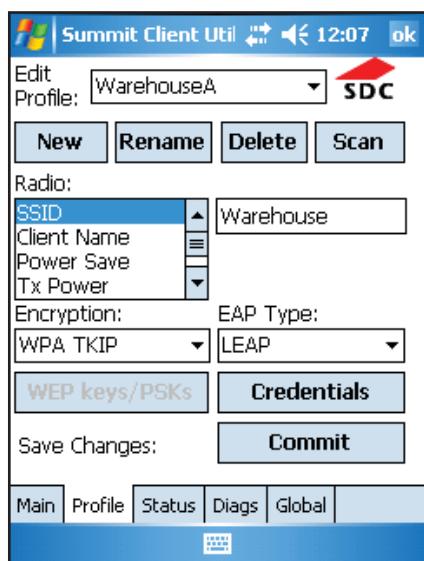 Summit Client Util 12:07 ok
Edit Profile: WarehouseA SDC
New Rename Delete Scan
Radio:
SSID Warehouse
Client Name
Power Save
Tx Power
Encryption: EAP Type:
WPA TKIP LEAP
WEP keys/PSKs Credentials
Save Changes: Commit
Main Profile Status Diags Global